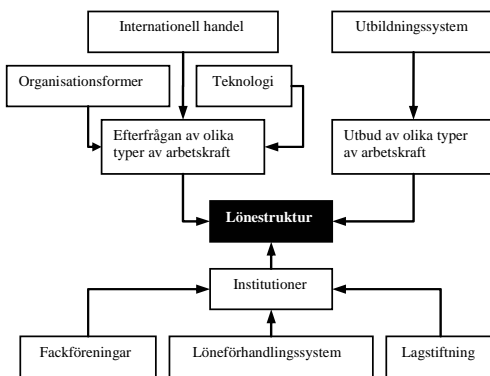 Internationell handel
Utbildningssystem
Organisationsformer
Teknologi
Efterfrågan av olika
typer av arbetskraft
Utbud av olika typer
av arbetskraft
Lönestruktur
Institutioner
Fackföreningar
Löneförhandlingssystem
Lagstiftning